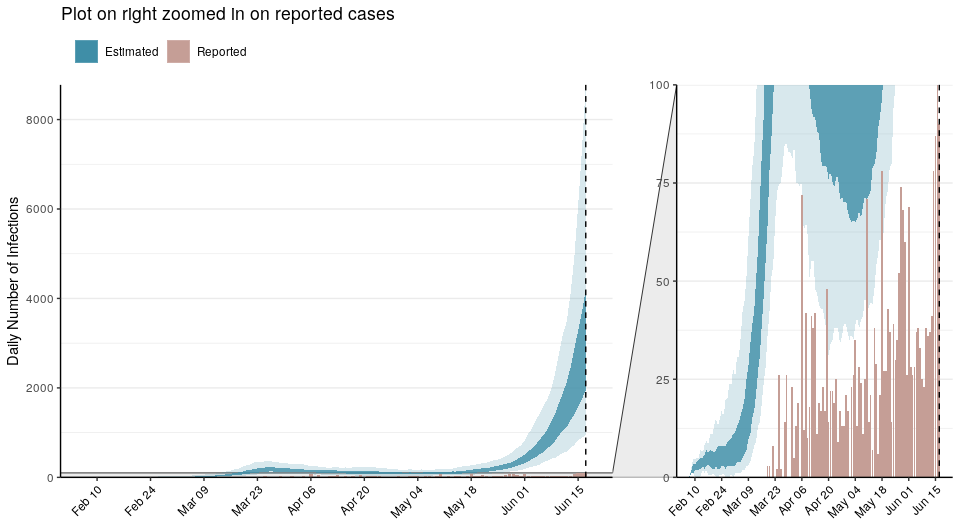 Plot on right zoomed in on reported cases
Estimated Reported
Daily Number of Infections
8000
6000
4000
2000
0
Feb 10 Feb 24 Mar 09 Mar 23 Apr 06 Apr 20 May 04 May 18 Jun 01 Jun 15
100
75
50
25
0
Feb 10 Feb 24 Mar 09 Mar 23 Apr 06 Apr 20 May 04 May 18 Jun 01 Jun 15